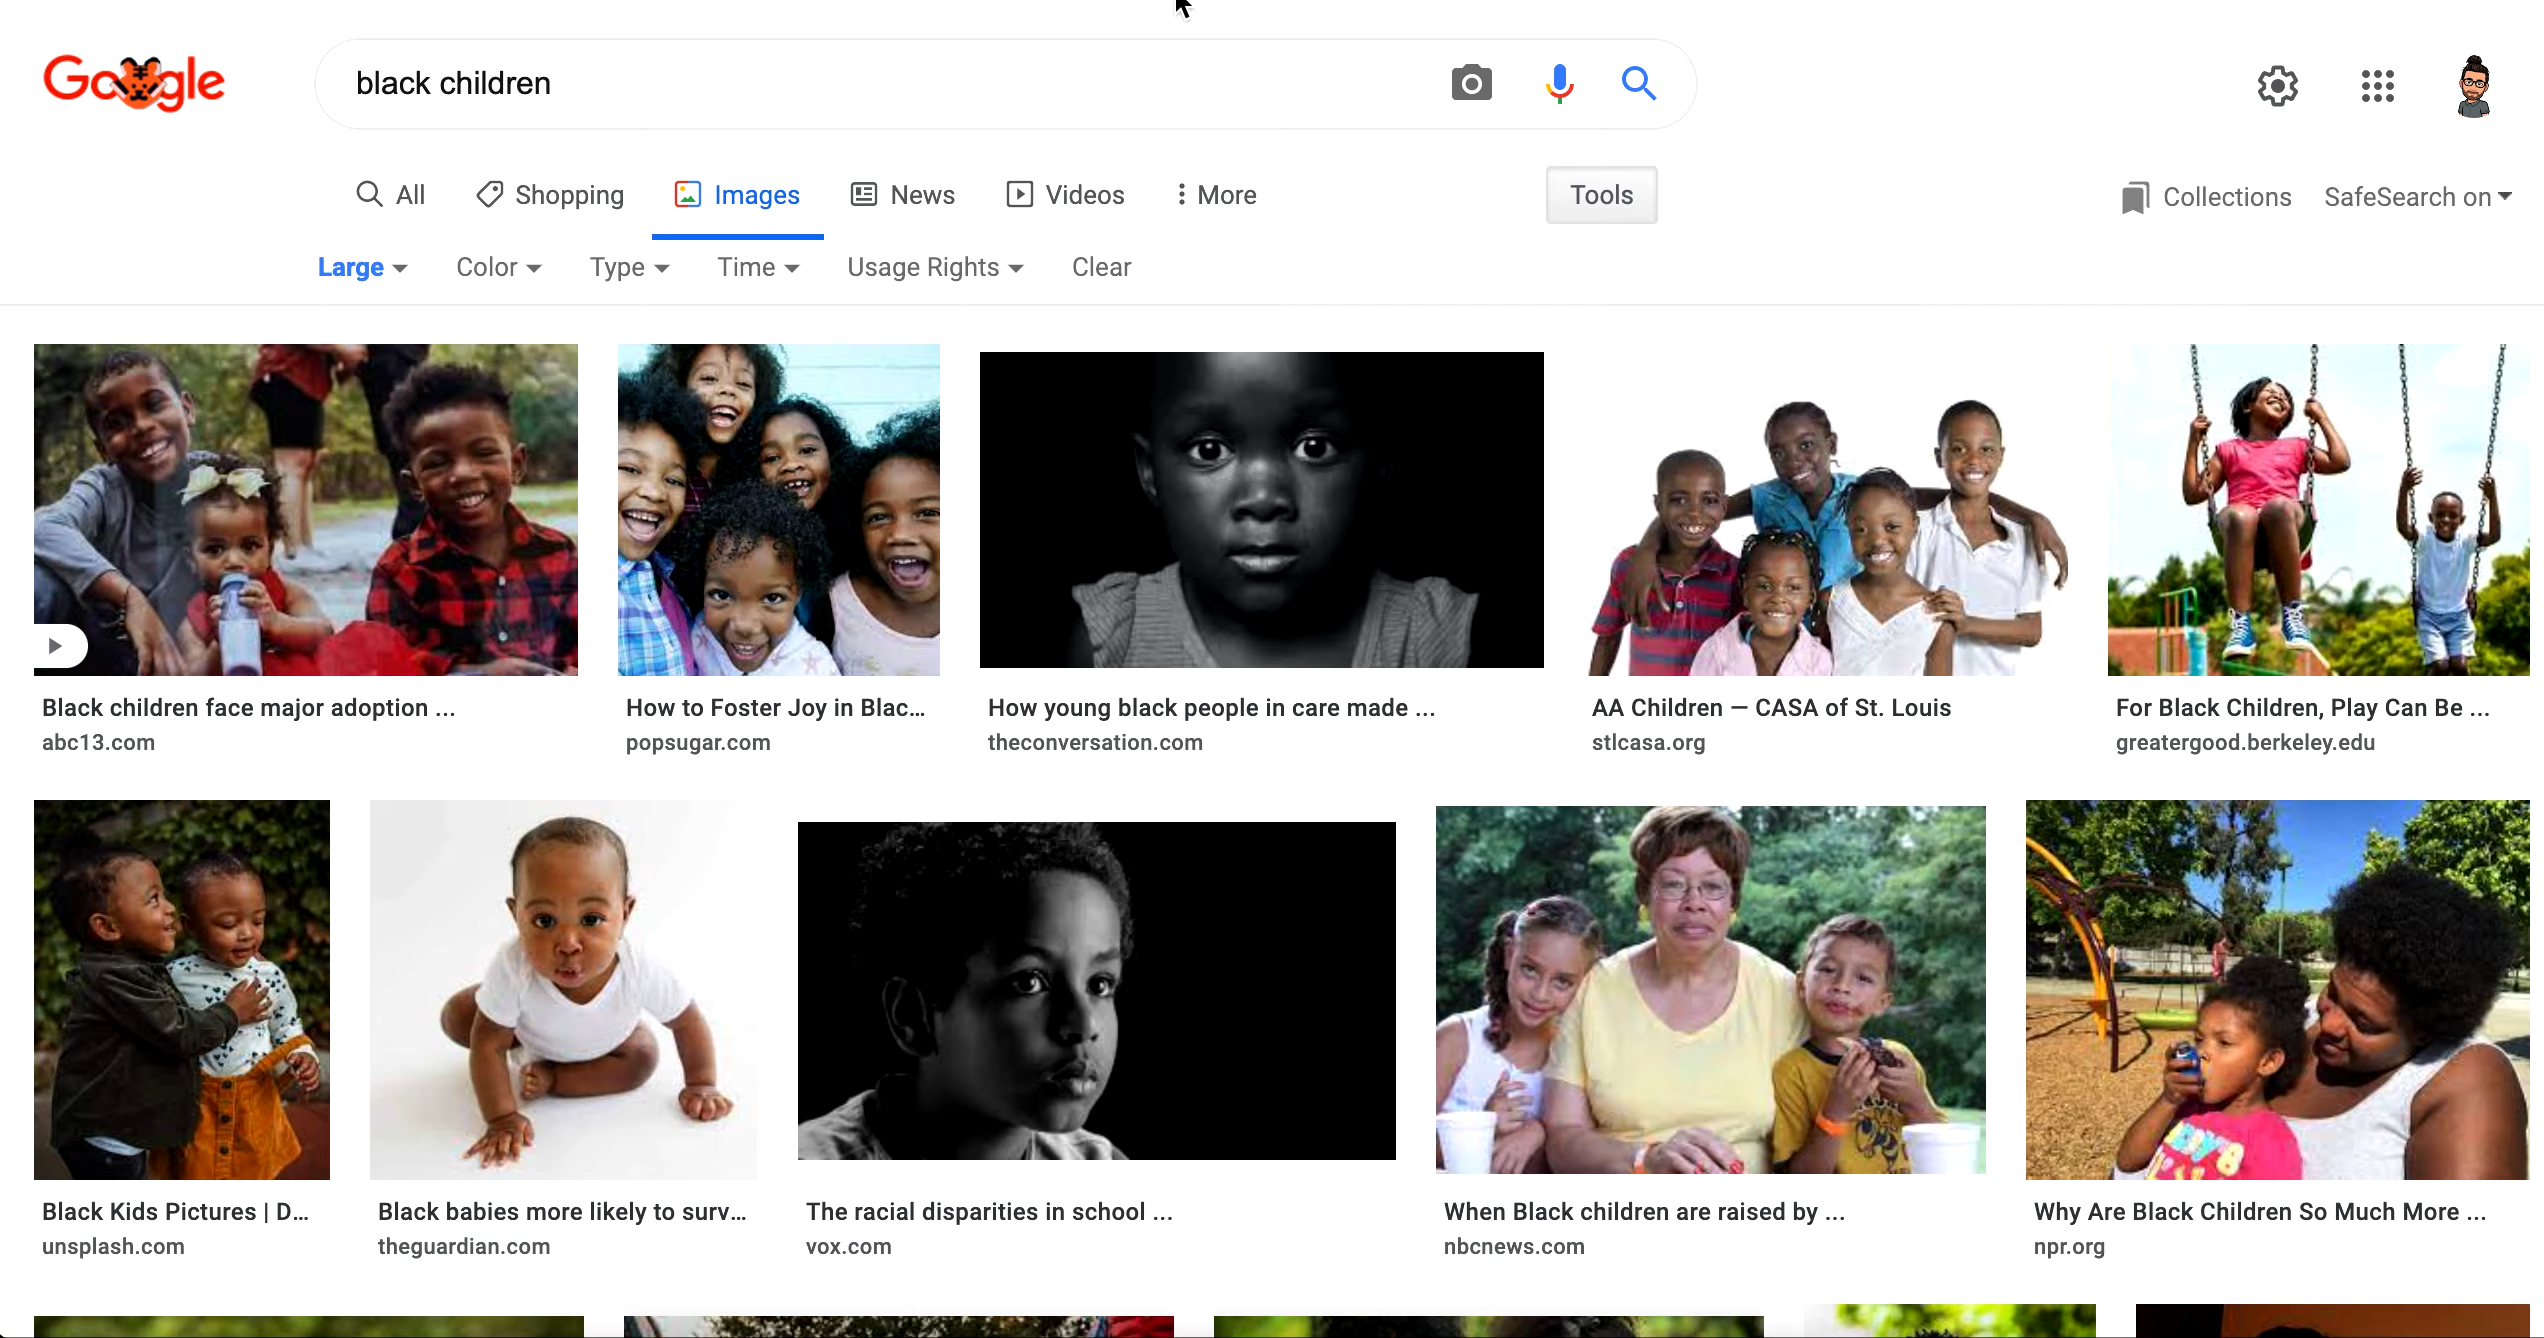 Google
black children
All Shopping Images News Videos More Tools Collections SafeSearch on
Large Color Type Time Usage Rights Clear
Black children face major adoption ...
abc13.com
How to Foster Joy in Blac...
popsugar.com
How young black people in care made ...
theconversation.com
AA Children — CASA of St. Louis
stlcasa.org
For Black Children, Play Can Be ...
greatergood.berkeley.edu
Black Kids Pictures | D...
unsplash.com
Black babies more likely to surv...
theguardian.com
The racial disparities in school ...
vox.com
When Black children are raised by ...
nbcnews.com
Why Are Black Children So Much More ...
npr.org